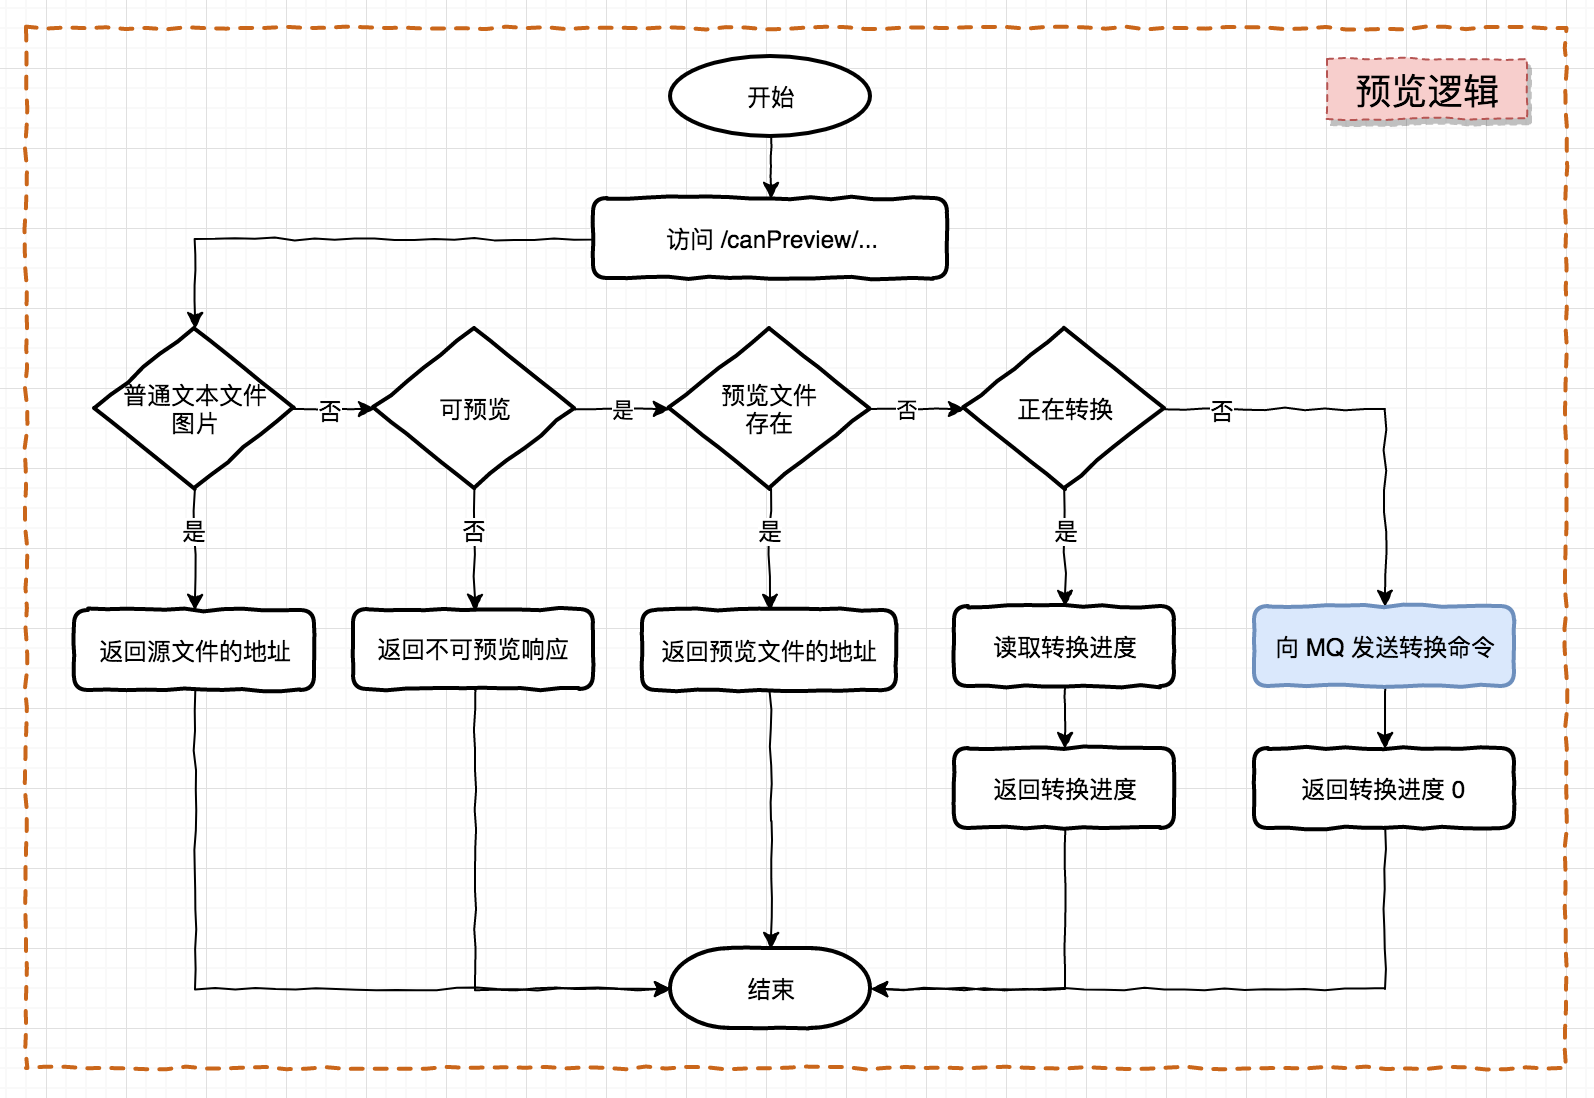 预览逻辑
开始
访问 /canPreview/...
普通文本文件
图片
否
可预览
是
预览文件
存在
否
正在转换
否
是
否
是
是
返回源文件的地址
返回不可预览响应
返回预览文件的地址
读取转换进度
向 MQ 发送转换命令
返回转换进度
返回转换进度 0
结束